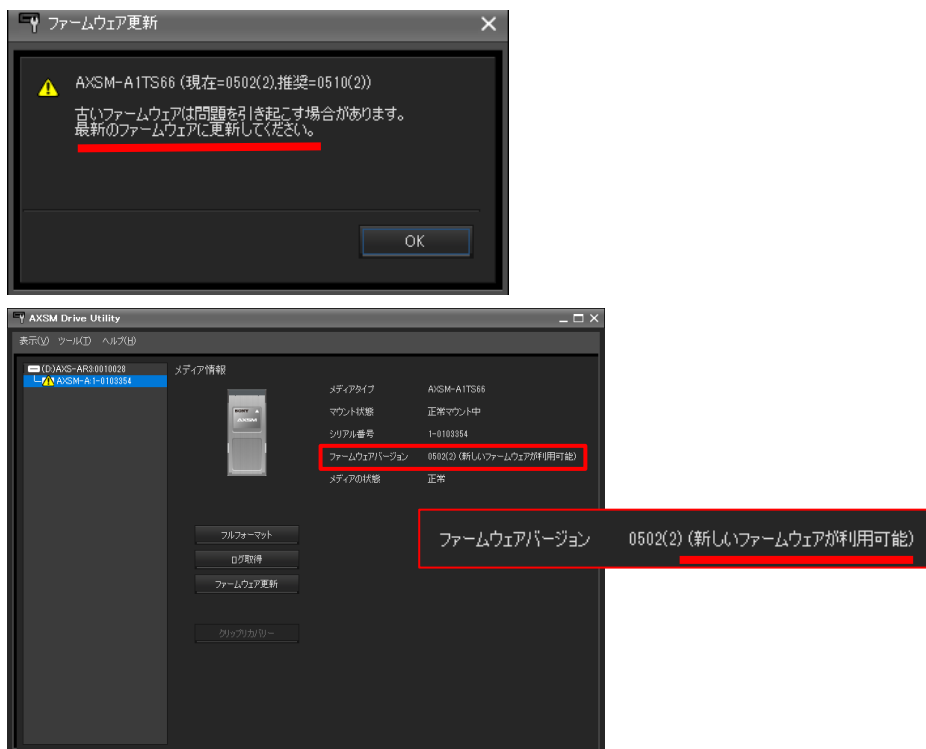 ファームウェア更新
AXSM-A1TS66 (現在=0502(2),推奨=0510(2))
古いファームウェアは問題を引き起こす場合があります。
最新のファームウェアに更新してください。
OK
AXSM Drive Utility
表示(V) ツール(T) ヘルプ(H)
(D:)AXS-AR3:0010028
AXSM-A:1-0103354
メディア情報
SONY
AXSM
メディアタイプ AXSM-A1TS66
マウント状態 正常マウント中
シリアル番号 1-0103354
ファームウェアバージョン 0502(2) (新しいファームウェアが利用可能)
メディアの状態 正常
フルフォーマット
ログ取得
ファームウェア更新
クリップリカバリー
ファームウェアバージョン 0502(2) (新しいファームウェアが利用可能)